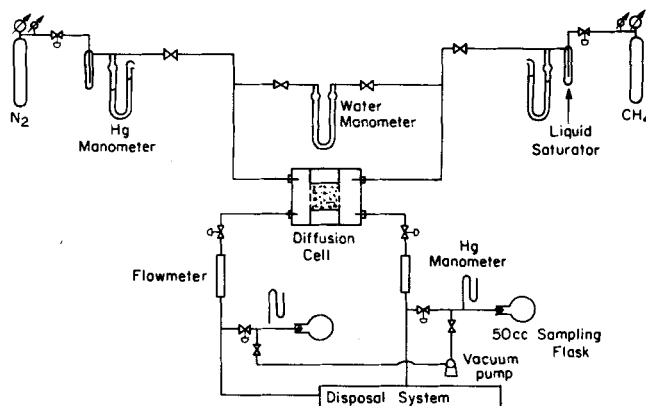 N2
Hg
Manometer
Water
Manometer
Liquid
Saturator
CH4
Diffusion
Cell
Flowmeter
Hg
Manometer
50cc Sampling
Flask
Vacuum
pump
Disposal System